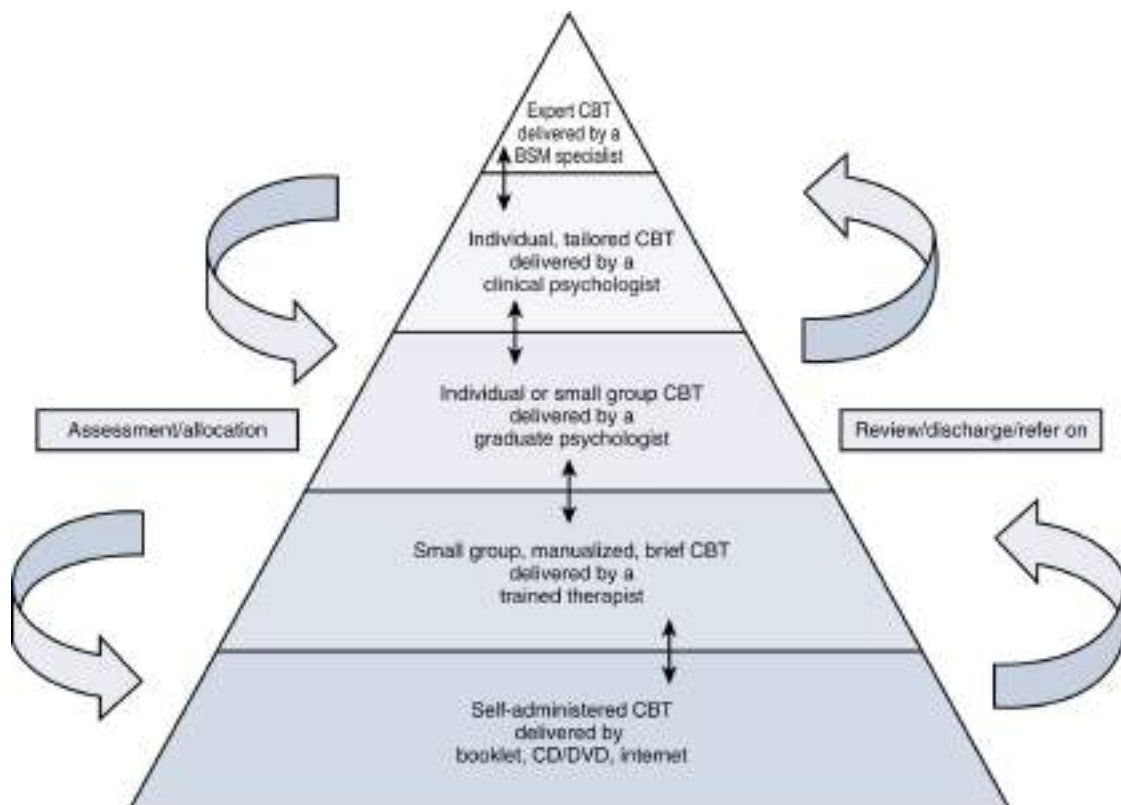 Expert CBT
delivered by a
BSM specialist
Individual, tailored CBT
delivered by a
clinical psychologist
Individual or small group CBT
delivered by a
graduate psychologist
Assessment/allocation
Review/discharge/refer on
Small group, manualized, brief CBT
delivered by a
trained therapist
Self-administered CBT
delivered by
booklet, CD/DVD, internet